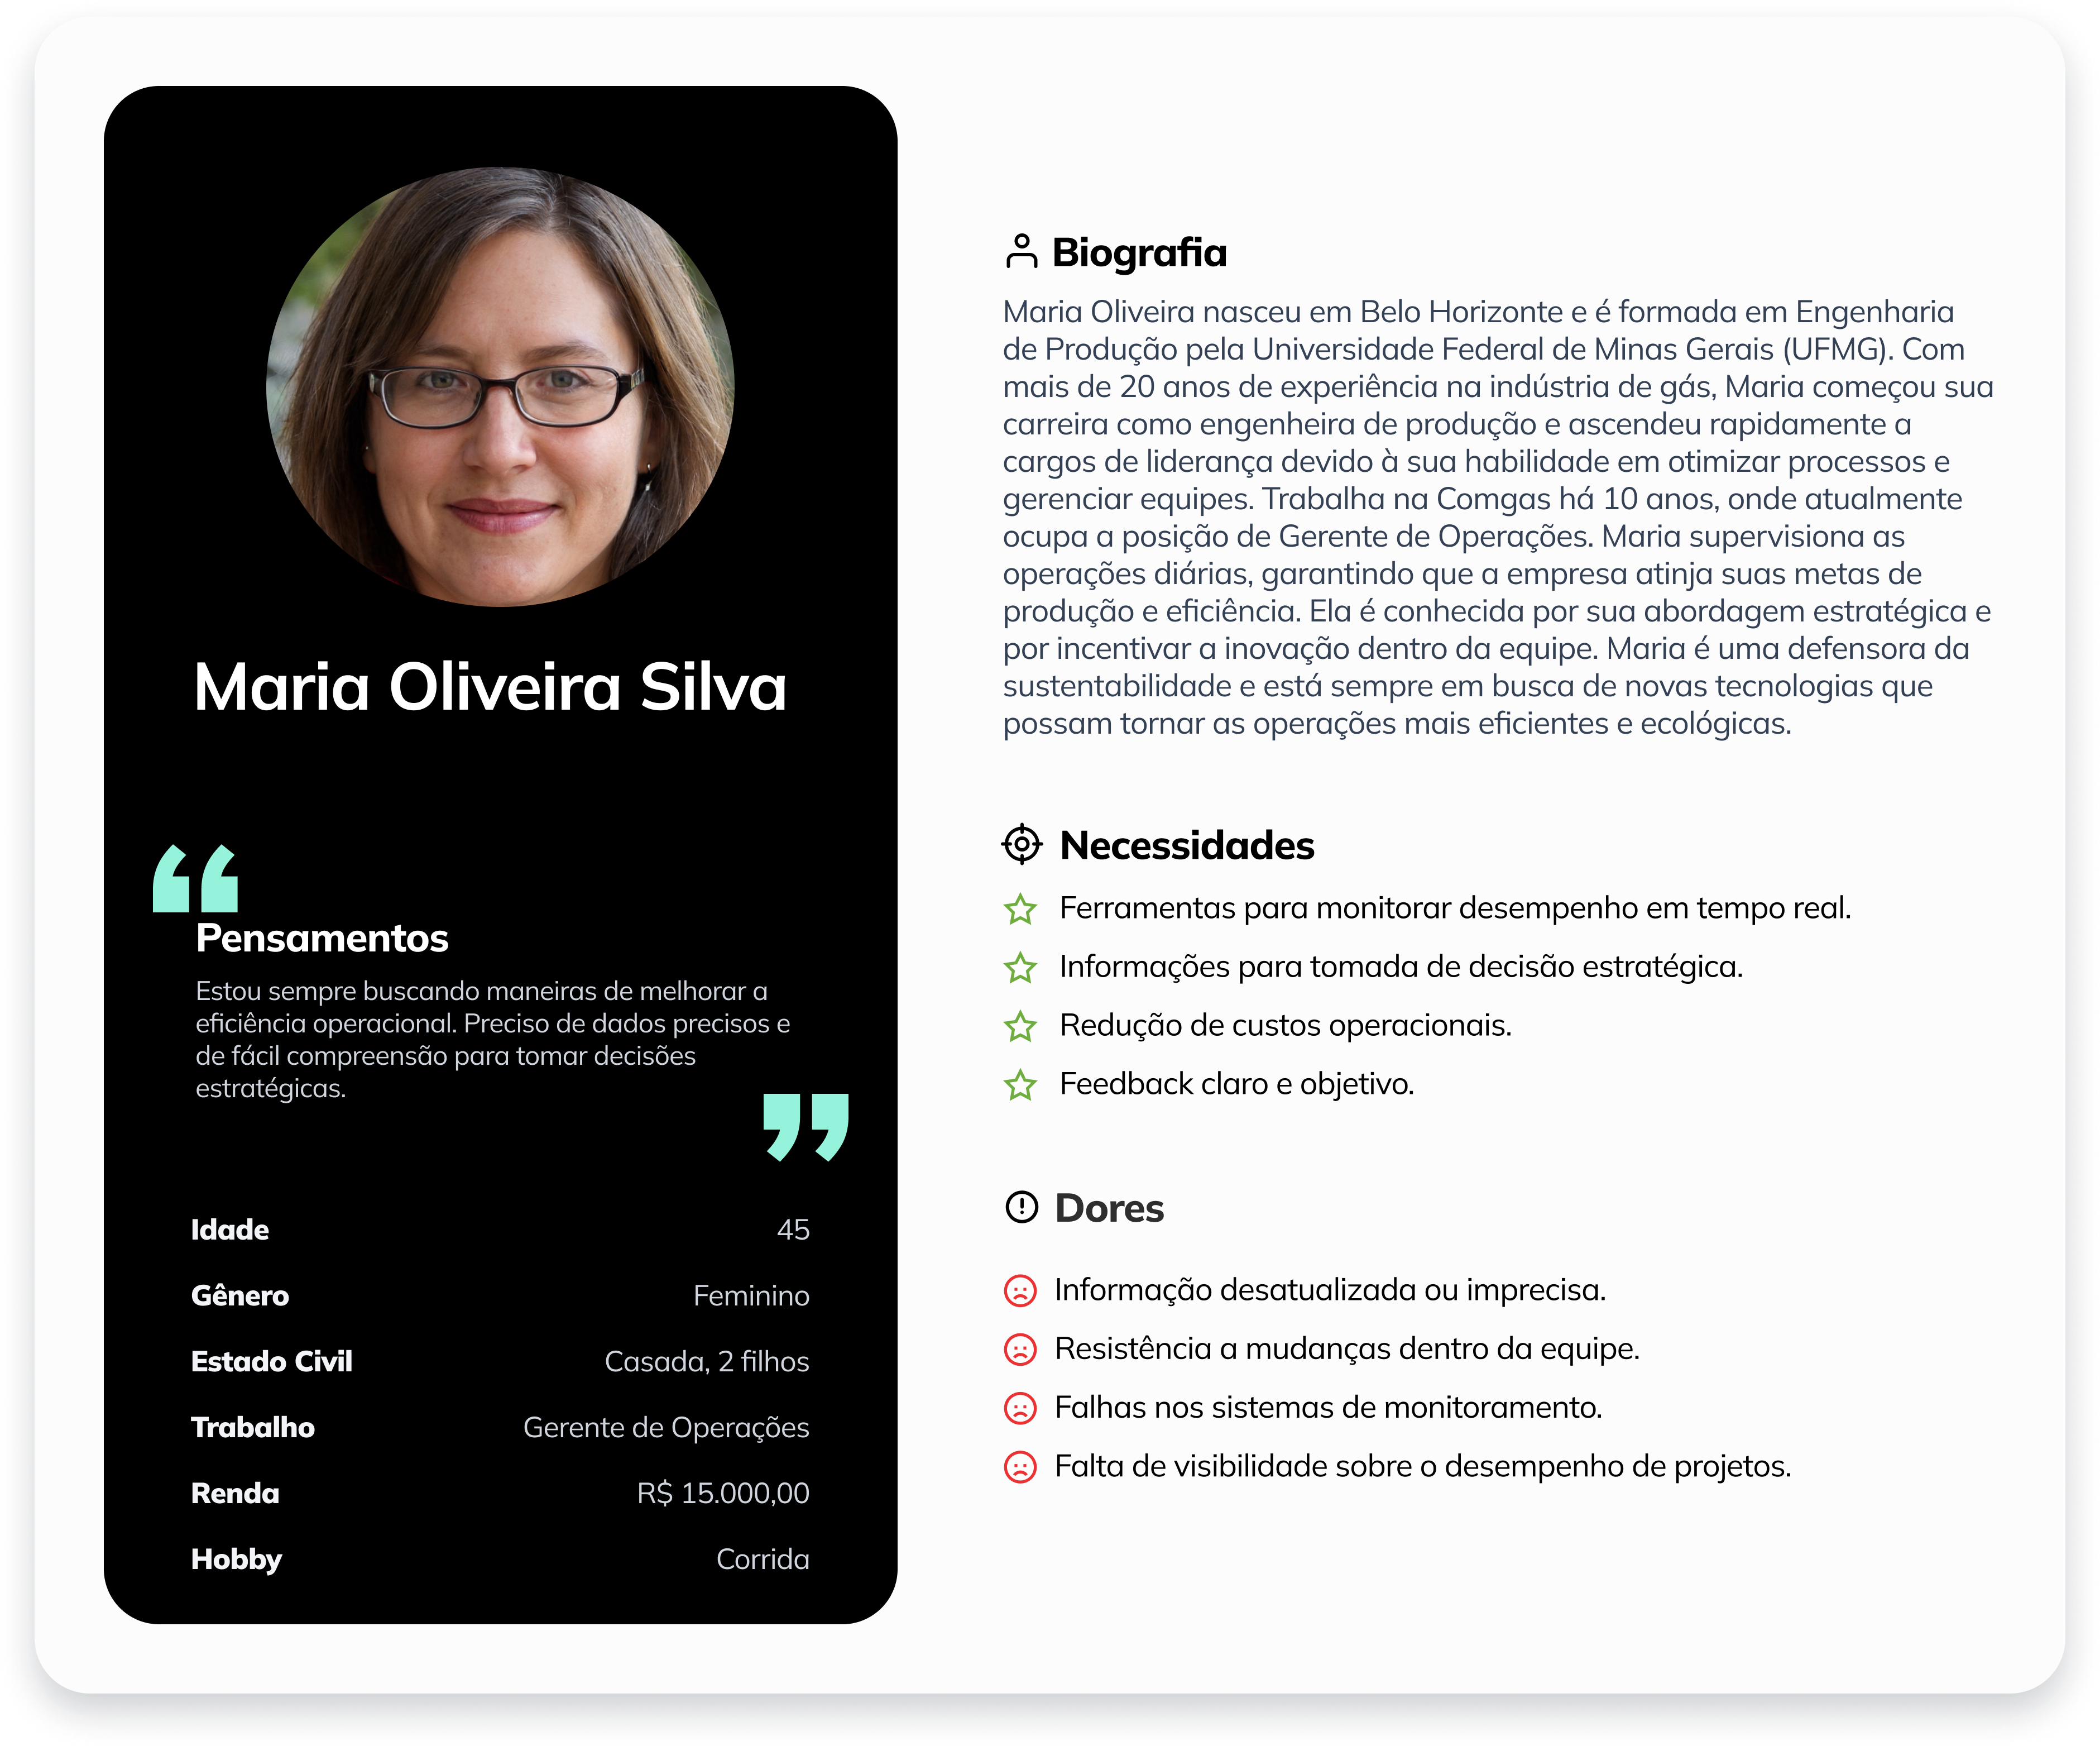 Maria Oliveira Silva
Pensamentos
Estou sempre buscando maneiras de melhorar a
eficiência operacional. Preciso de dados precisos e
de fácil compreensão para tomar decisões
estratégicas.
Idade 45
Gênero Feminino
Estado Civil Casada, 2 filhos
Trabalho Gerente de Operações
Renda R$ 15.000,00
Hobby Corrida
Biografia
Maria Oliveira nasceu em Belo Horizonte e é formada em Engenharia
de Produção pela Universidade Federal de Minas Gerais (UFMG). Com
mais de 20 anos de experiência na indústria de gás, Maria começou sua
carreira como engenheira de produção e ascendeu rapidamente a
cargos de liderança devido à sua habilidade em otimizar processos e
gerenciar equipes. Trabalha na Comgas há 10 anos, onde atualmente
ocupa a posição de Gerente de Operações. Maria supervisiona as
operações diárias, garantindo que a empresa atinja suas metas de
produção e eficiência. Ela é conhecida por sua abordagem estratégica e
por incentivar a inovação dentro da equipe. Maria é uma defensora da
sustentabilidade e está sempre em busca de novas tecnologias que
possam tornar as operações mais eficientes e ecológicas.
Necessidades
Ferramentas para monitorar desempenho em tempo real.
Informações para tomada de decisão estratégica.
Redução de custos operacionais.
Feedback claro e objetivo.
Dores
Informação desatualizada ou imprecisa.
Resistência a mudanças dentro da equipe.
Falhas nos sistemas de monitoramento.
Falta de visibilidade sobre o desempenho de projetos.